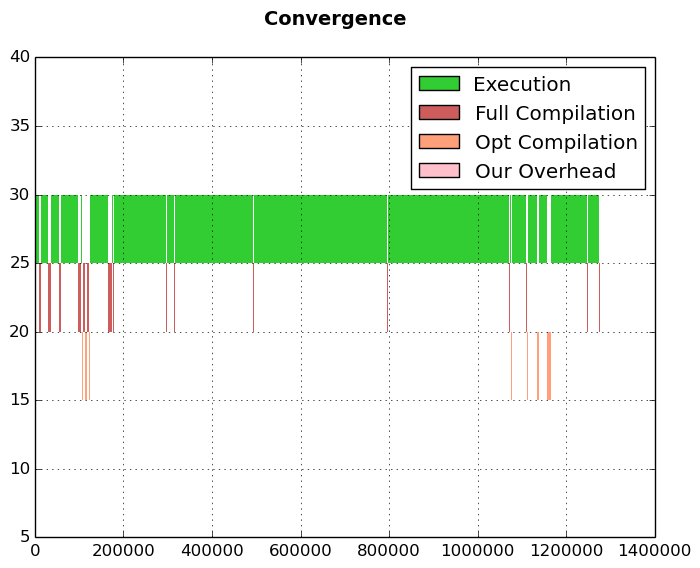 Convergence
40
35
30
25
20
15
10
5
Execution
Full Compilation
Opt Compilation
Our Overhead
0 200000 400000 600000 800000 1000000 1200000 1400000